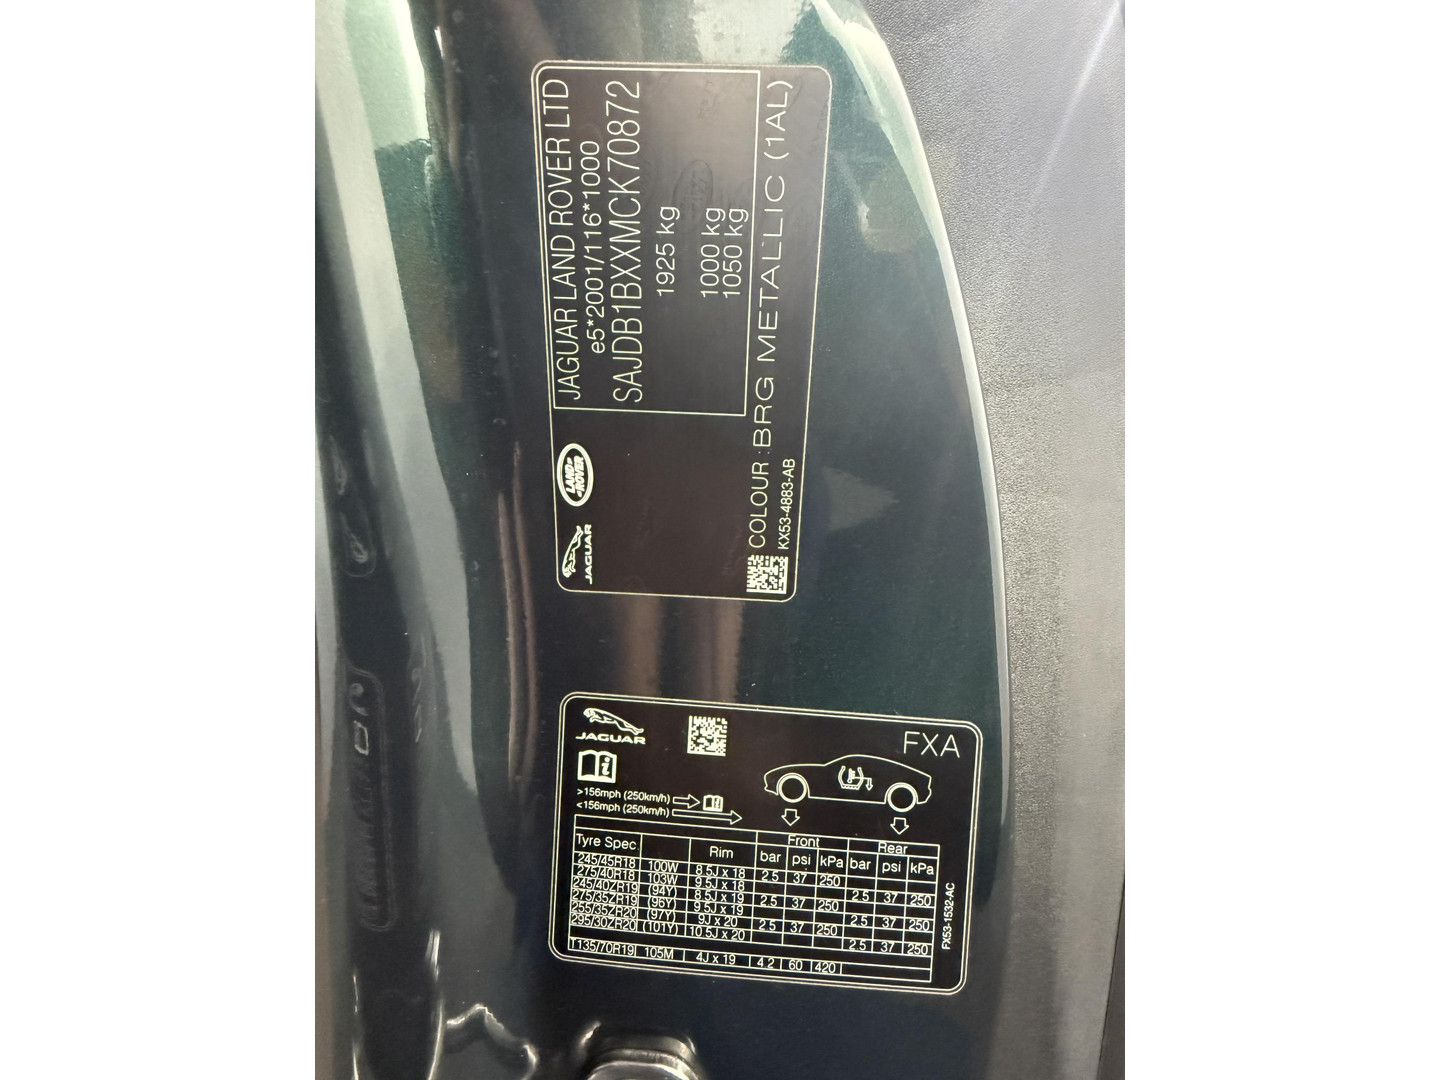 JAGUAR LAND ROVER LTD
e5*2001/116*1000
SAJDB1BXXMCK70872
1925 kg
1000 kg
1050 kg
LAND ROVER
JAGUAR
COLOUR :BRG METALLIC (1AL)
KX53-4883-AB
JAGUAR
FXA
>156mph (250km/h)
<156mph (250km/h)
Front Rear
Tyre Spec Rim bar psi kPa bar psi kPa
245/45R18 100W 8.5J x 18 2.5 37 250
275/40R18 103W 9.5J x 18 2.5 37 250
245/40ZR19 (94Y) 8.5J x 19 2.5 37 250
275/35ZR19 (96Y) 9.5J x 19 2.5 37 250
255/35ZR20 (97Y) 9J x 20 2.5 37 250
295/30ZR20 (101Y) 10.5J x 20 2.5 37 250
T135/70R19 105M 4J x 19 4.2 60 420
FX53-1532-AC